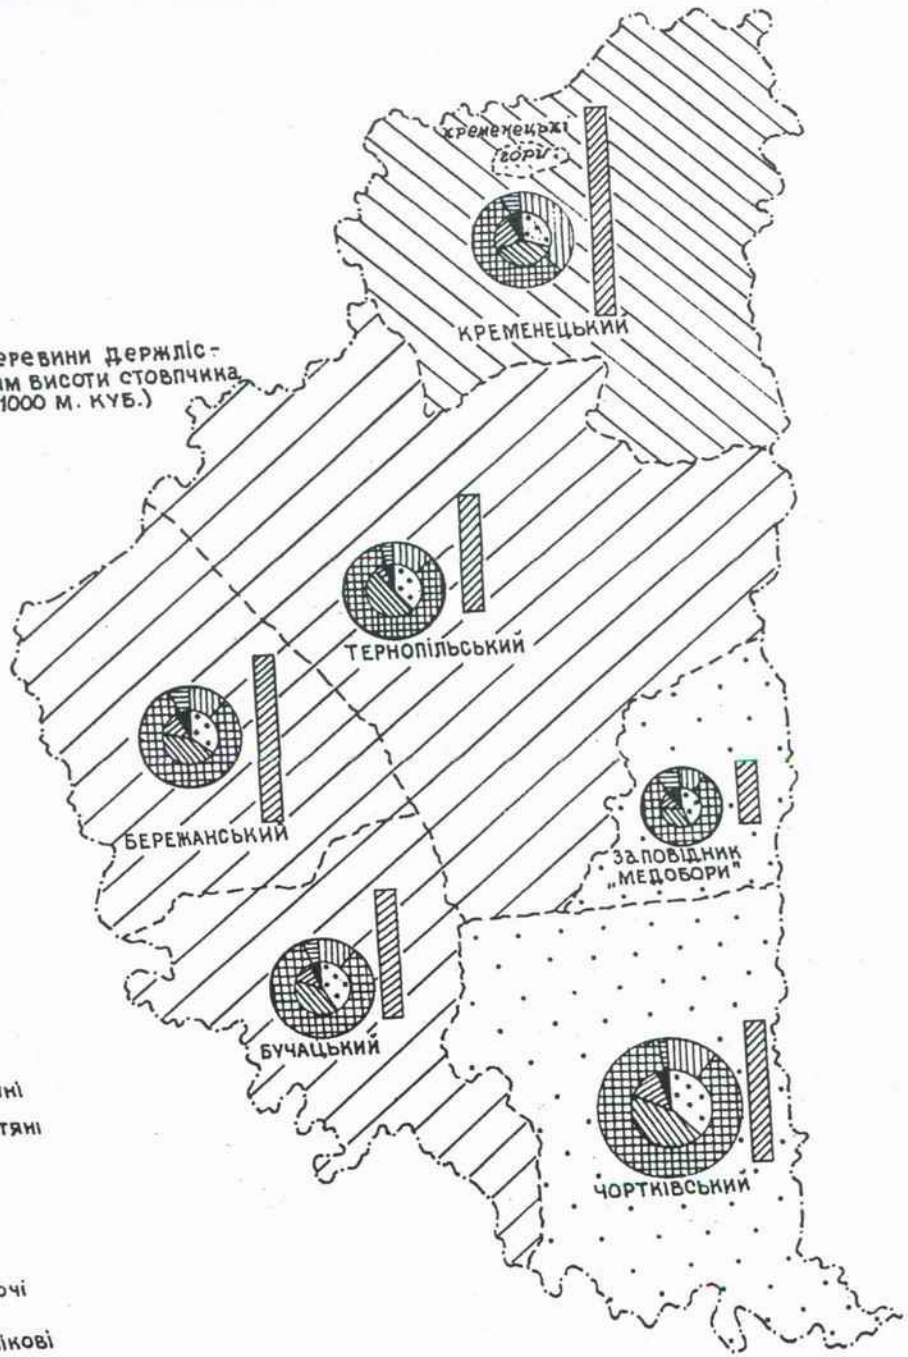 кременецькі
гори
КРЕМЕНЕЦЬКИЙ
ЕРЕВИНИ ДЕРЖЛІС-
ІМ ВИСОТИ СТОВПЧИКА
1000 М. КУБ.)
ТЕРНОПІЛЬСЬКИЙ
БЕРЕЖАНСЬКИЙ
ЗАПОВІДНИК
„МЕДОБОРИ"
БУЧАЦЬКИЙ
НІ
ТЯНІ
ЧОРТКІВСЬКИЙ
ОЧІ
ІКОВІ